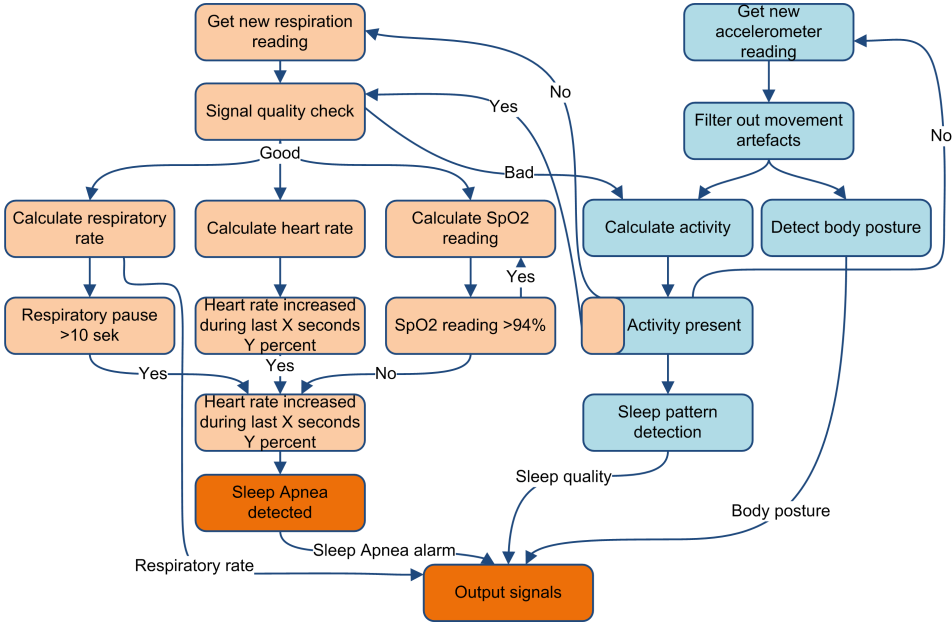 Get new respiration
reading
Get new
accelerometer
reading
No
Yes
No
Signal quality check
Filter out movement
artefacts
Good
Bad
Calculate respiratory
rate
Calculate heart rate
Calculate SpO2
reading
Calculate activity
Detect body posture
Yes
Respiratory pause
>10 sek
Heart rate increased
during last X seconds
Y percent
SpO2 reading >94%
Activity present
Yes
Yes
No
Heart rate increased
during last X seconds
Y percent
Sleep pattern
detection
Sleep quality
Sleep Apnea
detected
Body posture
Sleep Apnea alarm
Respiratory rate
Output signals